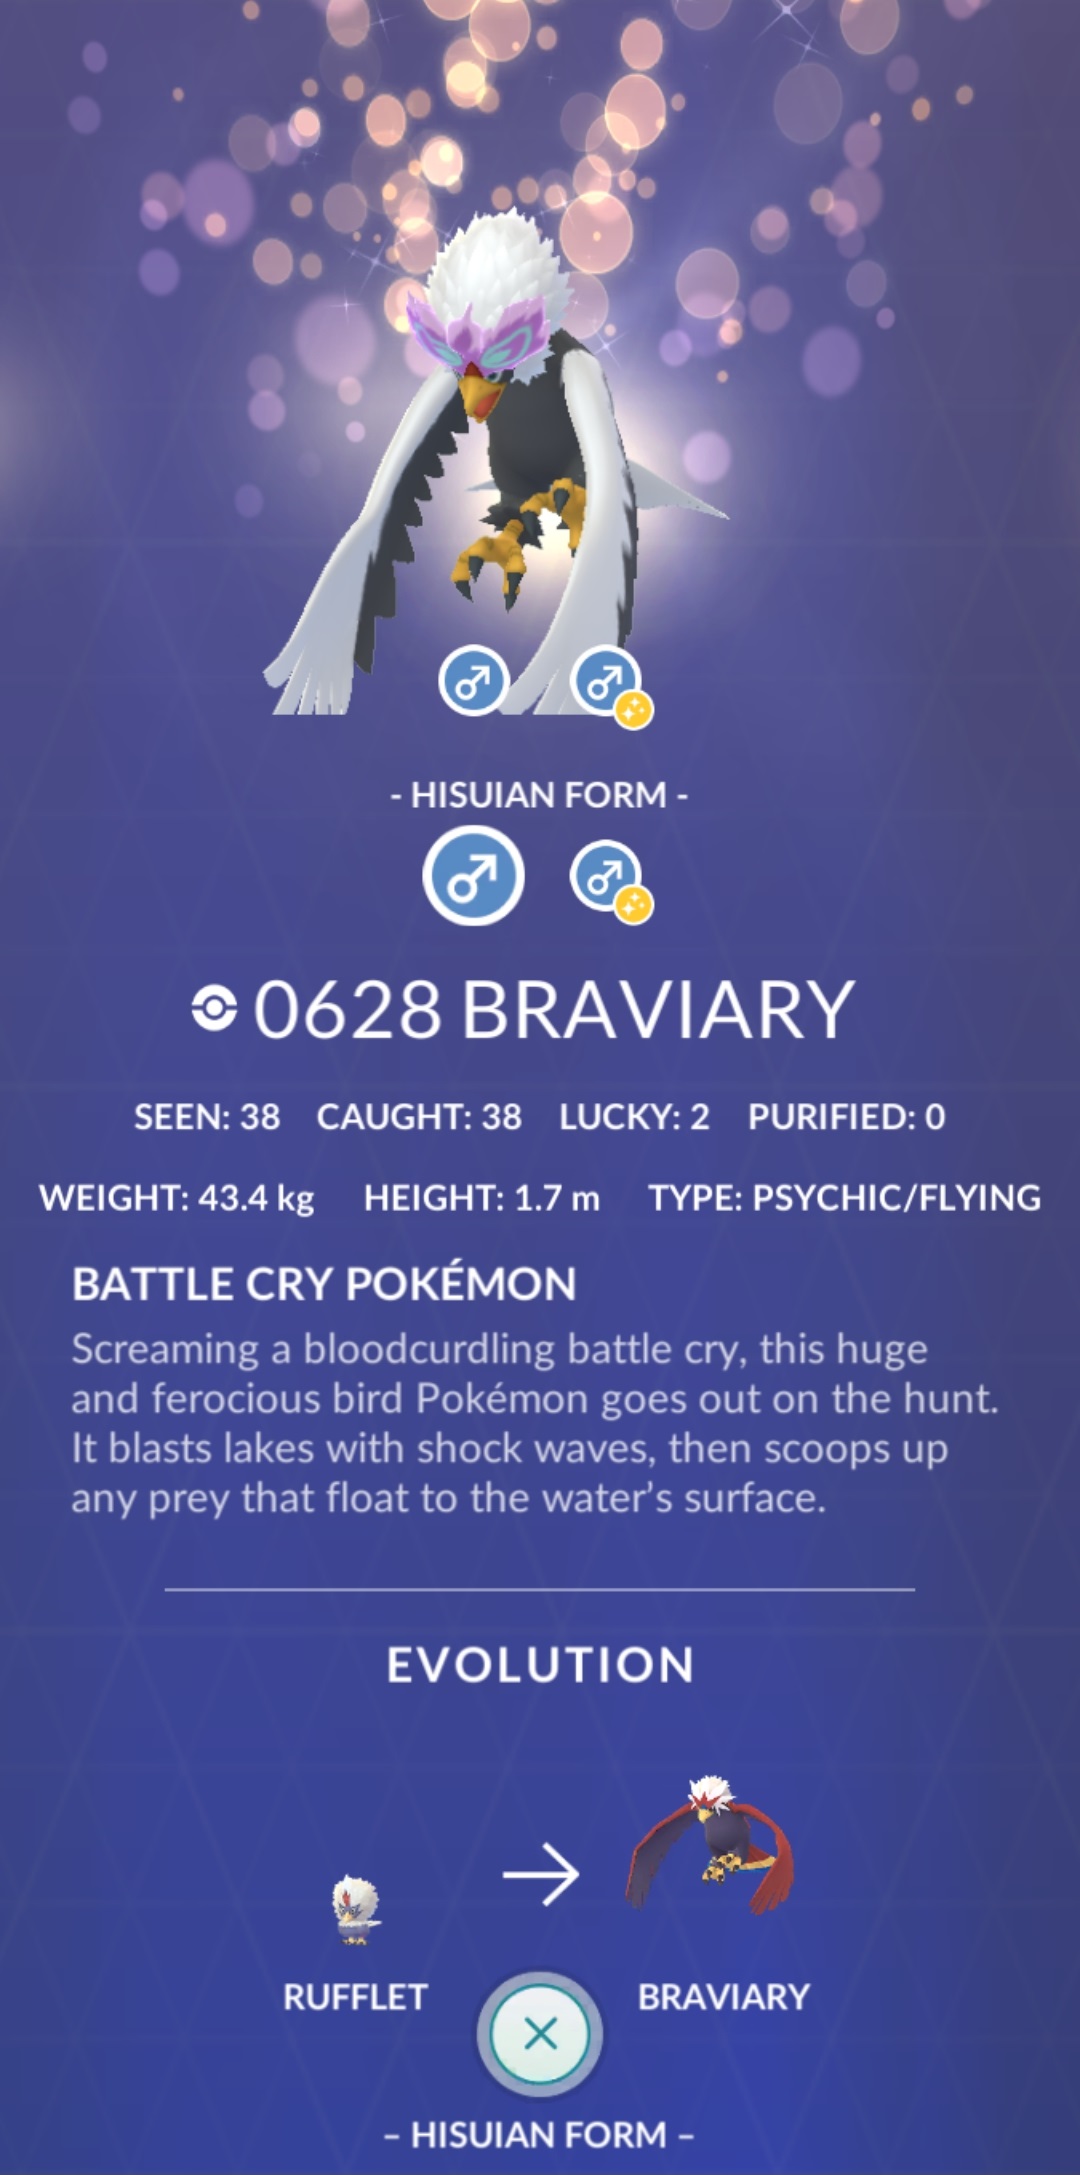 - HISUIAN FORM -
0628 BRAVIARY
SEEN: 38 CAUGHT: 38 LUCKY: 2 PURIFIED: 0
WEIGHT: 43.4 kg HEIGHT: 1.7 m TYPE: PSYCHIC/FLYING
BATTLE CRY POKÉMON
Screaming a bloodcurdling battle cry, this huge
and ferocious bird Pokémon goes out on the hunt.
It blasts lakes with shock waves, then scoops up
any prey that float to the water’s surface.
EVOLUTION
RUFFLET BRAVIARY
– HISUIAN FORM –